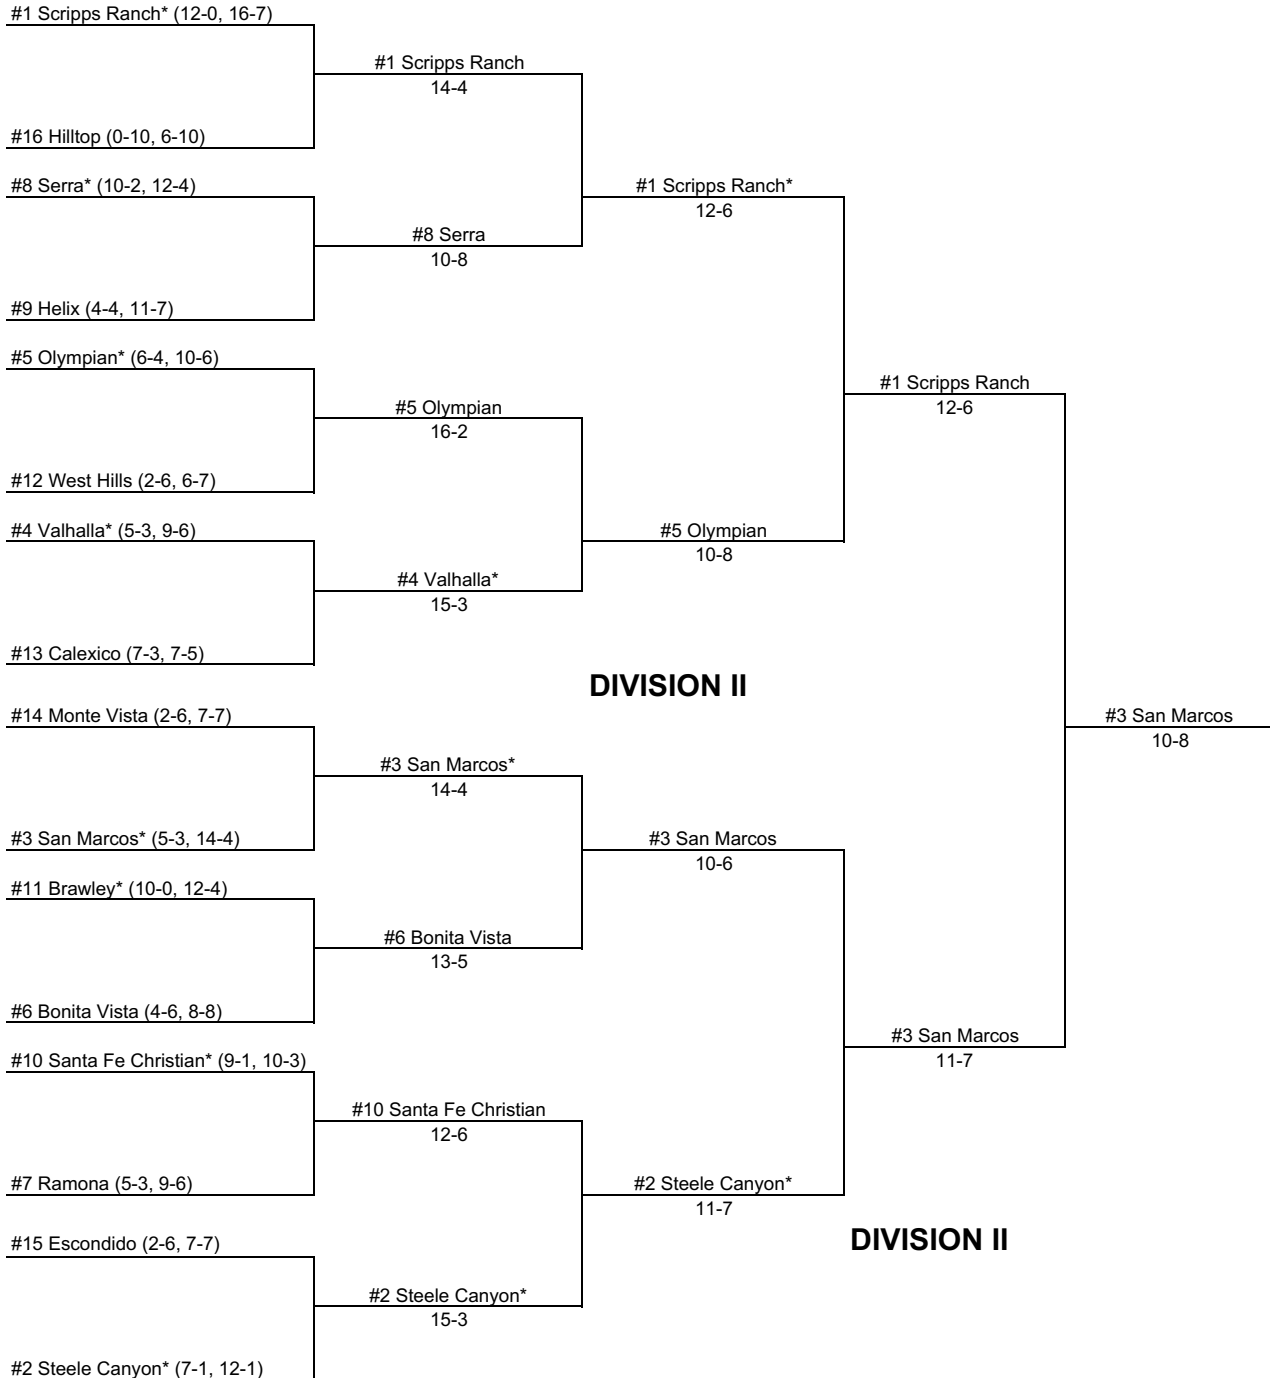 #1 Scripps Ranch* (12-0, 16-7)
#1 Scripps Ranch
14-4
#16 Hilltop (0-10, 6-10)
#8 Serra* (10-2, 12-4)
#1 Scripps Ranch*
12-6
#8 Serra
10-8
#9 Helix (4-4, 11-7)
#5 Olympian* (6-4, 10-6)
#1 Scripps Ranch
12-6
#5 Olympian
16-2
#12 West Hills (2-6, 6-7)
#4 Valhalla* (5-3, 9-6)
#5 Olympian
10-8
#4 Valhalla*
15-3
#13 Calexico (7-3, 7-5)
DIVISION II
#14 Monte Vista (2-6, 7-7)
#3 San Marcos
10-8
#3 San Marcos*
14-4
#3 San Marcos* (5-3, 14-4)
#3 San Marcos
10-6
#11 Brawley* (10-0, 12-4)
#6 Bonita Vista
13-5
#6 Bonita Vista (4-6, 8-8)
#3 San Marcos
11-7
#10 Santa Fe Christian* (9-1, 10-3)
#10 Santa Fe Christian
12-6
#7 Ramona (5-3, 9-6)
#2 Steele Canyon*
11-7
DIVISION II
#15 Escondido (2-6, 7-7)
#2 Steele Canyon*
15-3
#2 Steele Canyon* (7-1, 12-1)